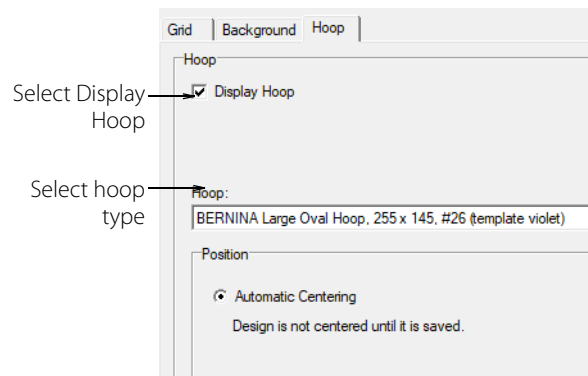 Grid Background Hoop
Hoop
Select Display
Hoop
Display Hoop
Select hoop
type
Hoop:
BERNINA Large Oval Hoop, 255 x 145, #26 (template violet)
Position
Automatic Centering
Design is not centered until it is saved.